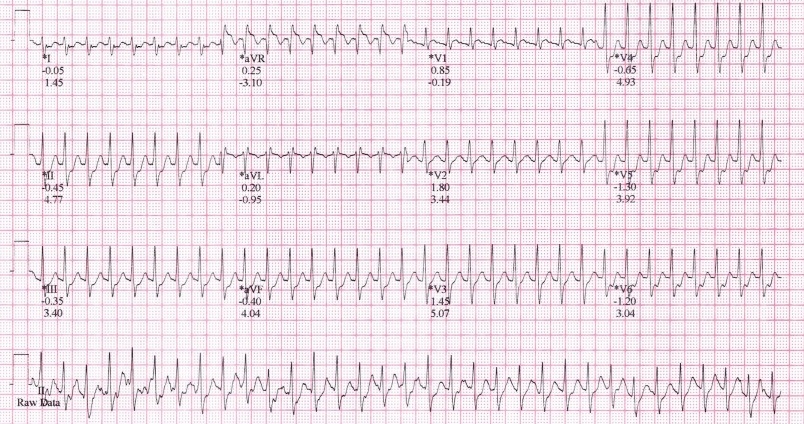 *I
-0.05
1.45
*aVR
0.25
-3.10
*V1
0.85
-0.19
*V4
-0.65
4.93
*II
-0.45
4.77
*aVL
0.20
-0.95
*V2
1.80
3.44
*V5
-1.30
3.92
*III
-0.35
3.40
*aVF
-0.40
4.04
*V3
1.45
5.07
*V6
-1.20
3.04
II
Raw Data